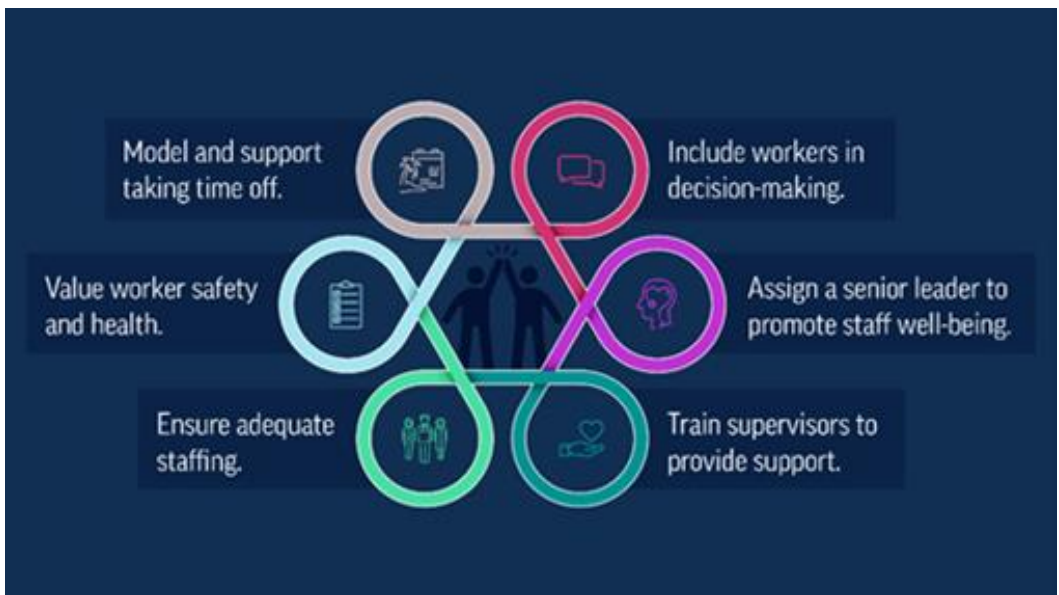 Model and support
taking time off.
Include workers in
decision-making.
Value worker safety
and health.
Assign a senior leader to
promote staff well-being.
Ensure adequate
staffing.
Train supervisors to
provide support.